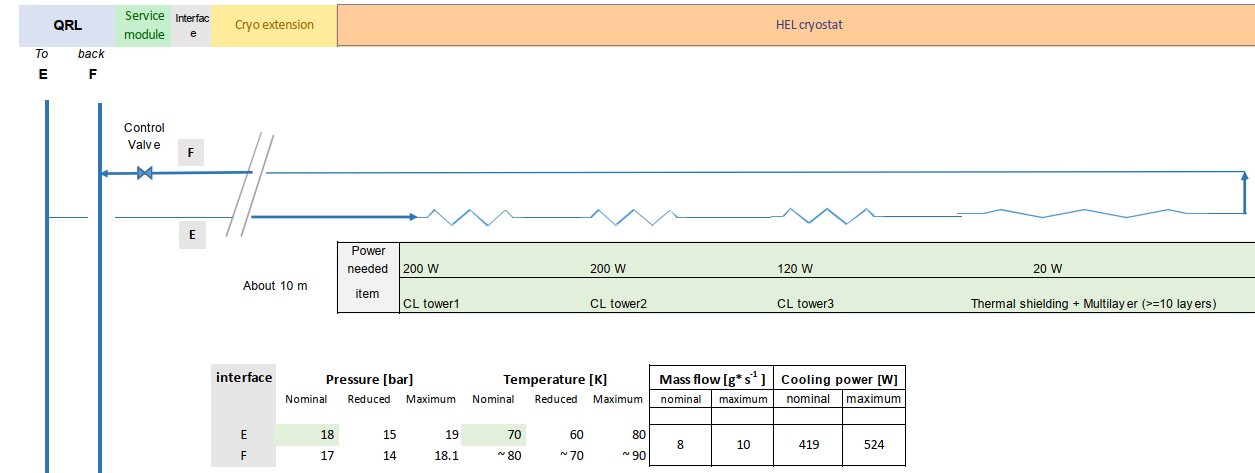 QRL
Service module
Interfac e
Cryo extension
HEL cryostat
To back
E F
Control
Valve
F
E
About 10 m
Power needed 200 W 200 W 120 W 20 W
item CL tower1 CL tower2 CL tower3 Thermal shielding + Multilayer (>=10 layers)
interface Pressure [bar] Temperature [K] Mass flow [g* s-1 ] Cooling power [W]
Nominal Reduced Maximum Nominal Reduced Maximum nominal maximum nominal maximum
E 18 15 19 70 60 80 8 10 419 524
F 17 14 18.1 ~ 80 ~ 70 ~ 90